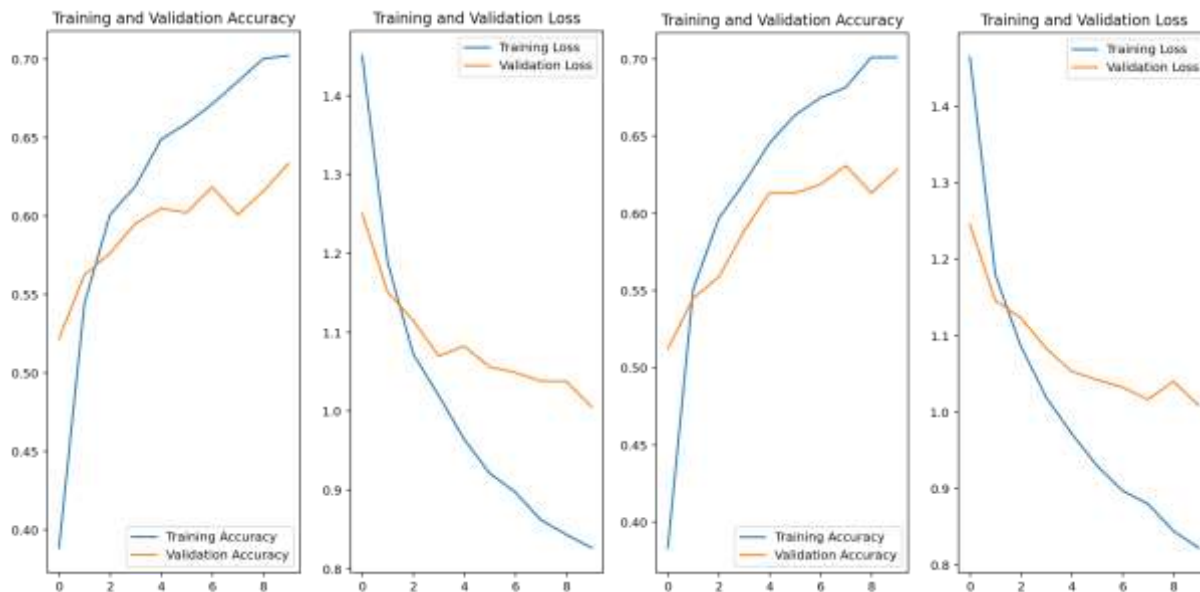 Training and Validation Accuracy
0.70
0.65
0.60
0.55
0.50
0.45
0.40
Training Accuracy
Validation Accuracy
0 2 4 6 8
Training and Validation Loss
Training Loss
Validation Loss
1.4
1.3
1.2
1.1
1.0
0.9
0.8
0 2 4 6 8
Training and Validation Accuracy
0.70
0.65
0.60
0.55
0.50
0.45
0.40
Training Accuracy
Validation Accuracy
0 2 4 6 8
Training and Validation Loss
Training Loss
Validation Loss
1.4
1.3
1.2
1.1
1.0
0.9
0.8
0 2 4 6 8